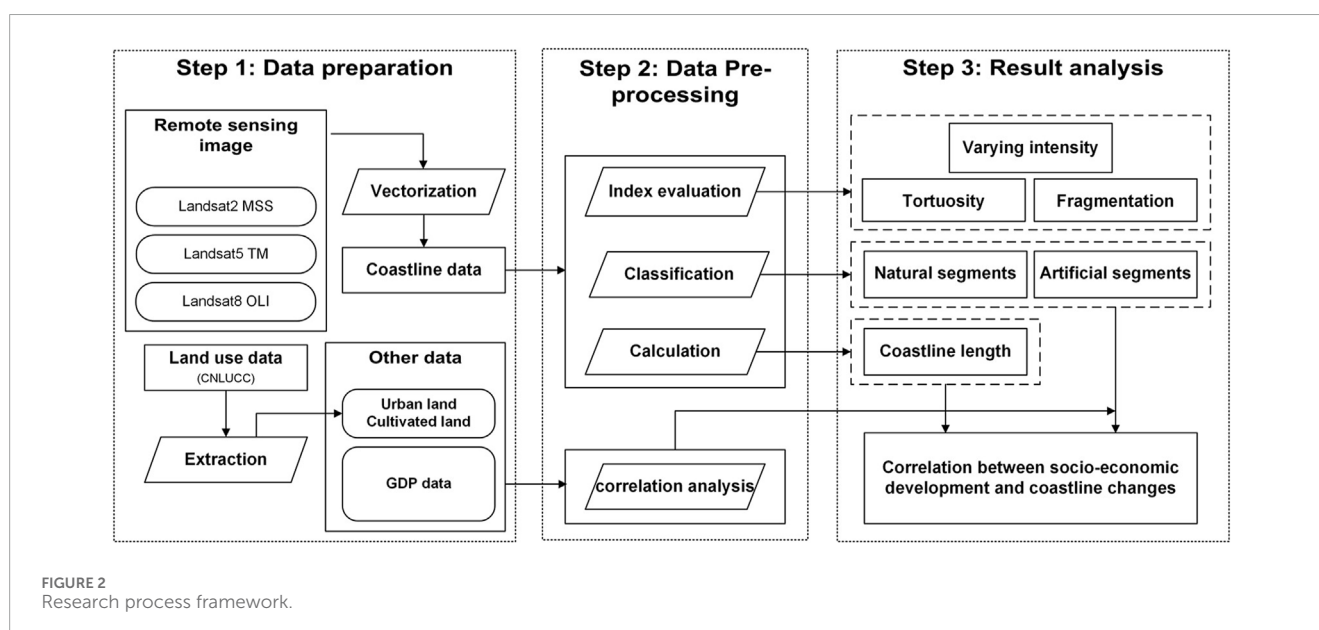 Step 1: Data preparation
Remote sensing
image
Landsat2 MSS
Landsat5 TM
Landsat8 OLI
Vectorization
Coastline data
Land use data
(CNLUCC)
Extraction
Other data
Urban land
Cultivated land
GDP data
Step 2: Data Pre-
processing
Index evaluation
Classification
Calculation
correlation analysis
Step 3: Result analysis
Varying intensity
Tortuosity
Fragmentation
Natural segments
Artificial segments
Coastline length
Correlation between socio-economic
development and coastline changes
FIGURE 2
Research process framework.